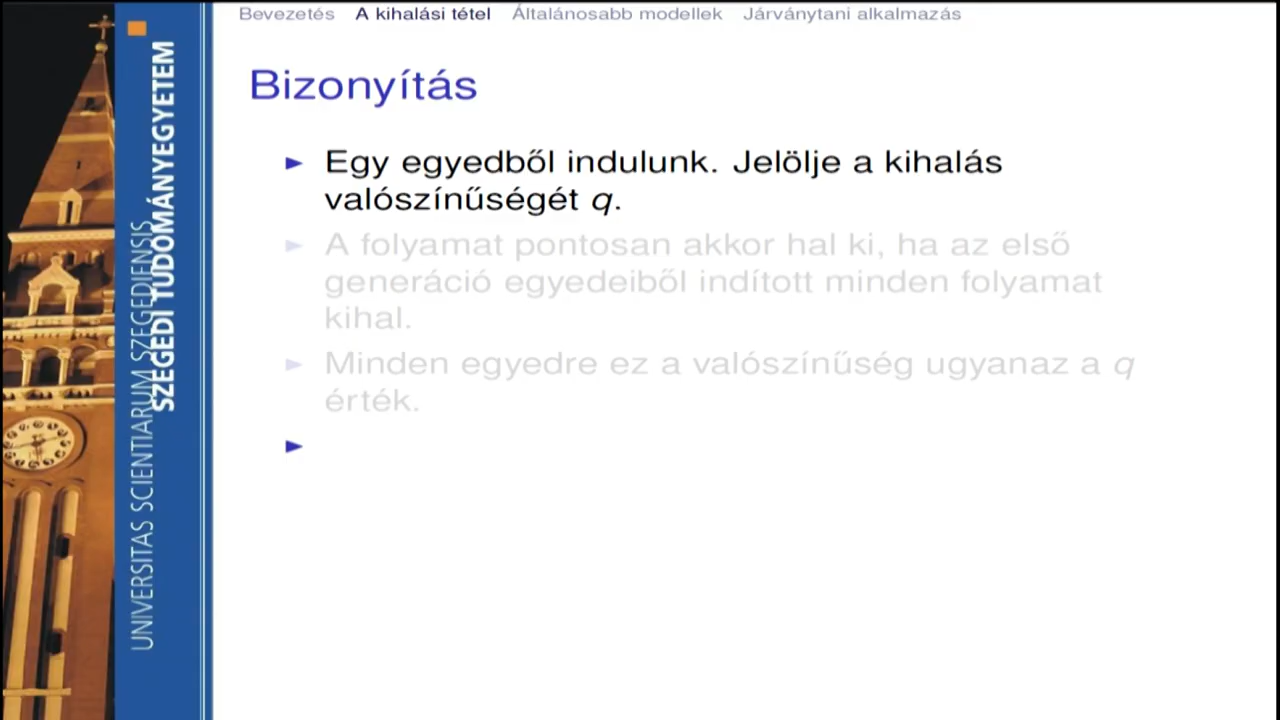 Bevezetés A kihalási tétel Általánosabb modellek Járványtani alkalmazás
UNIVERSITAS SCIENTIARUM SZEGEDIENSIS
SZEGEDI TUDOMÁNYEGYETEM
Bizonyítás
Egy egyedből indulunk. Jelölje a kihalás
valószínűségét q.
A folyamat pontosan akkor hal ki, ha az első
generáció egyedeiből indított minden folyamat
kihal.
Minden egyedre ez a valószínűség ugyanaz a q
érték.